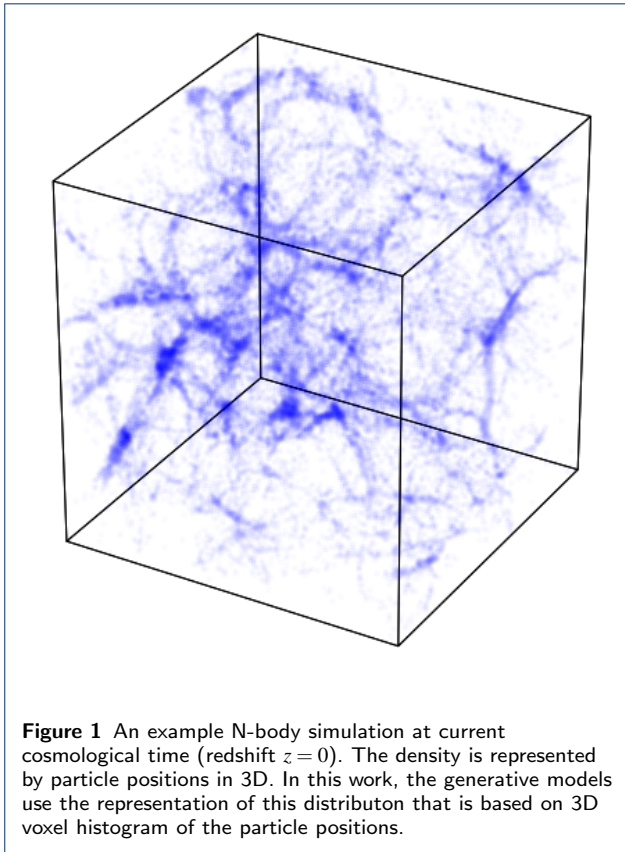 Figure 1 An example N-body simulation at current
cosmological time (redshift z = 0). The density is represented
by particle positions in 3D. In this work, the generative models
use the representation of this distributon that is based on 3D
voxel histogram of the particle positions.